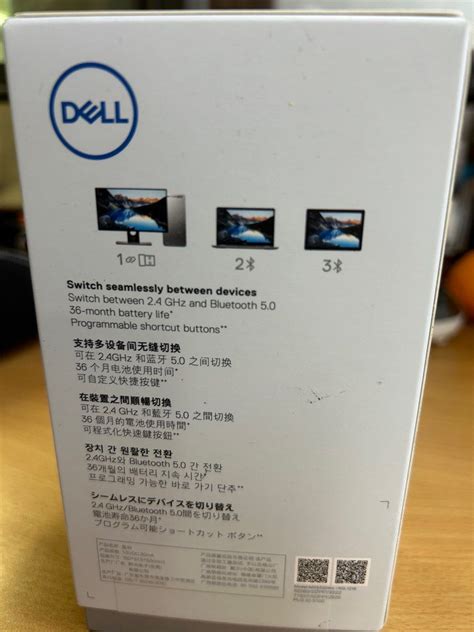 DELL
1
2
3
Switch seamlessly between devices
Switch between 2.4 GHz and Bluetooth 5.0
36-month battery life*
Programmable shortcut buttons**
支持多设备间无缝切换
可在 2.4GHz 和蓝牙 5.0 之间切换
36 个月电池使用时间*
可自定义快捷按键**
在裝置之間順暢切換
可在 2.4 GHz 和藍牙 5.0 之間切換
36 個月的電池使用時間*
可程式化快速鍵按鈕**
장치 간 원활한 전환
2.4GHz와 Bluetooth 5.0 간 전환
36개월의 배터리 지속 시간*
프로그래밍 가능한 바로 가기 단추**
シームレスにデバイスを切り替え
2.4 GHz／Bluetooth 5.0間を切り替え
電池寿命36か月*
プログラム可能ショートカット ボタン**